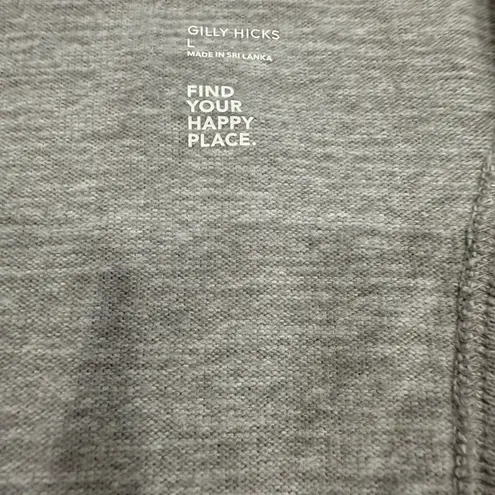 GILLY HICKS
L
MADE IN SRI LANKA
FIND
YOUR
HAPPY
PLACE.